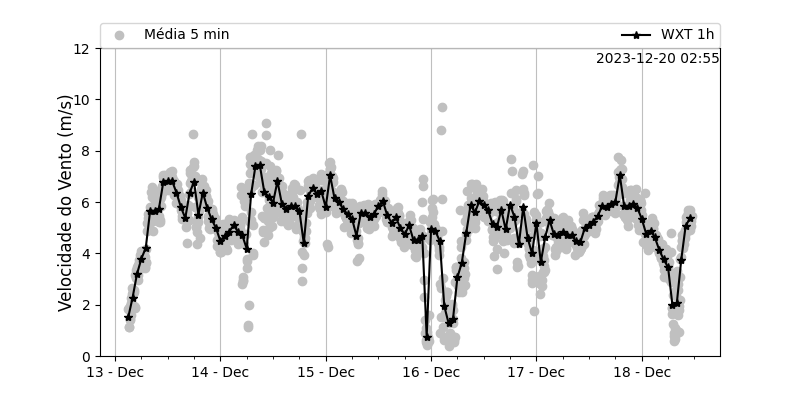 Média 5 min
WXT 1h
2023-12-20 02:55
Velocidade do Vento (m/s)
12
10
8
6
4
2
0
13 - Dec
14 - Dec
15 - Dec
16 - Dec
17 - Dec
18 - Dec